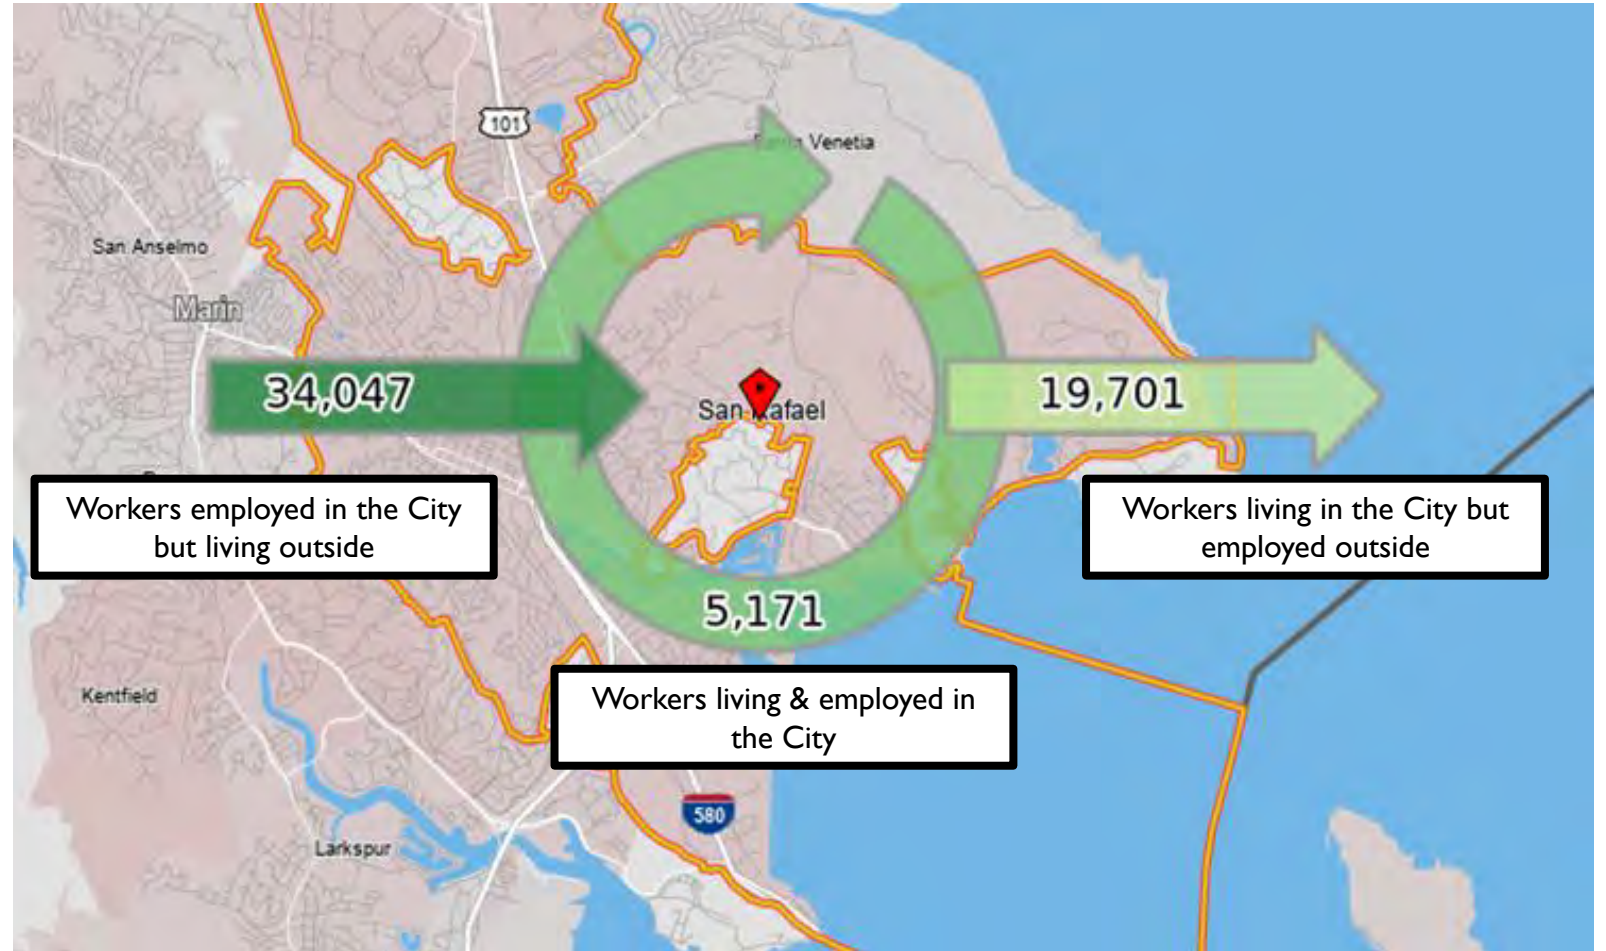 101
Venetia
San Anselmo
Marin
34,047
19,701
San Rafael
Workers employed in the City
but living outside
Workers living in the City but
employed outside
5,171
Workers living & employed in
the City
Kentfield
580
Larkspur